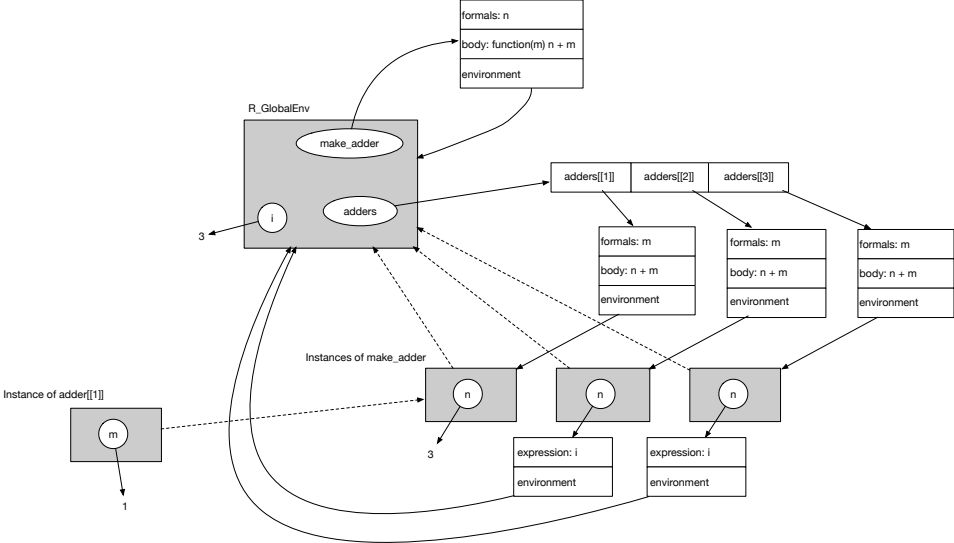 formals: n
body: function(m) n + m
environment
R_GlobalEnv
make_adder
adders[[1]]
adders[[2]]
adders[[3]]
adders
i
3
formals: m
body: n + m
environment
formals: m
body: n + m
environment
formals: m
body: n + m
environment
Instances of make_adder
Instance of adder[[1]]
n
n
n
m
3
expression: i
environment
expression: i
environment
1